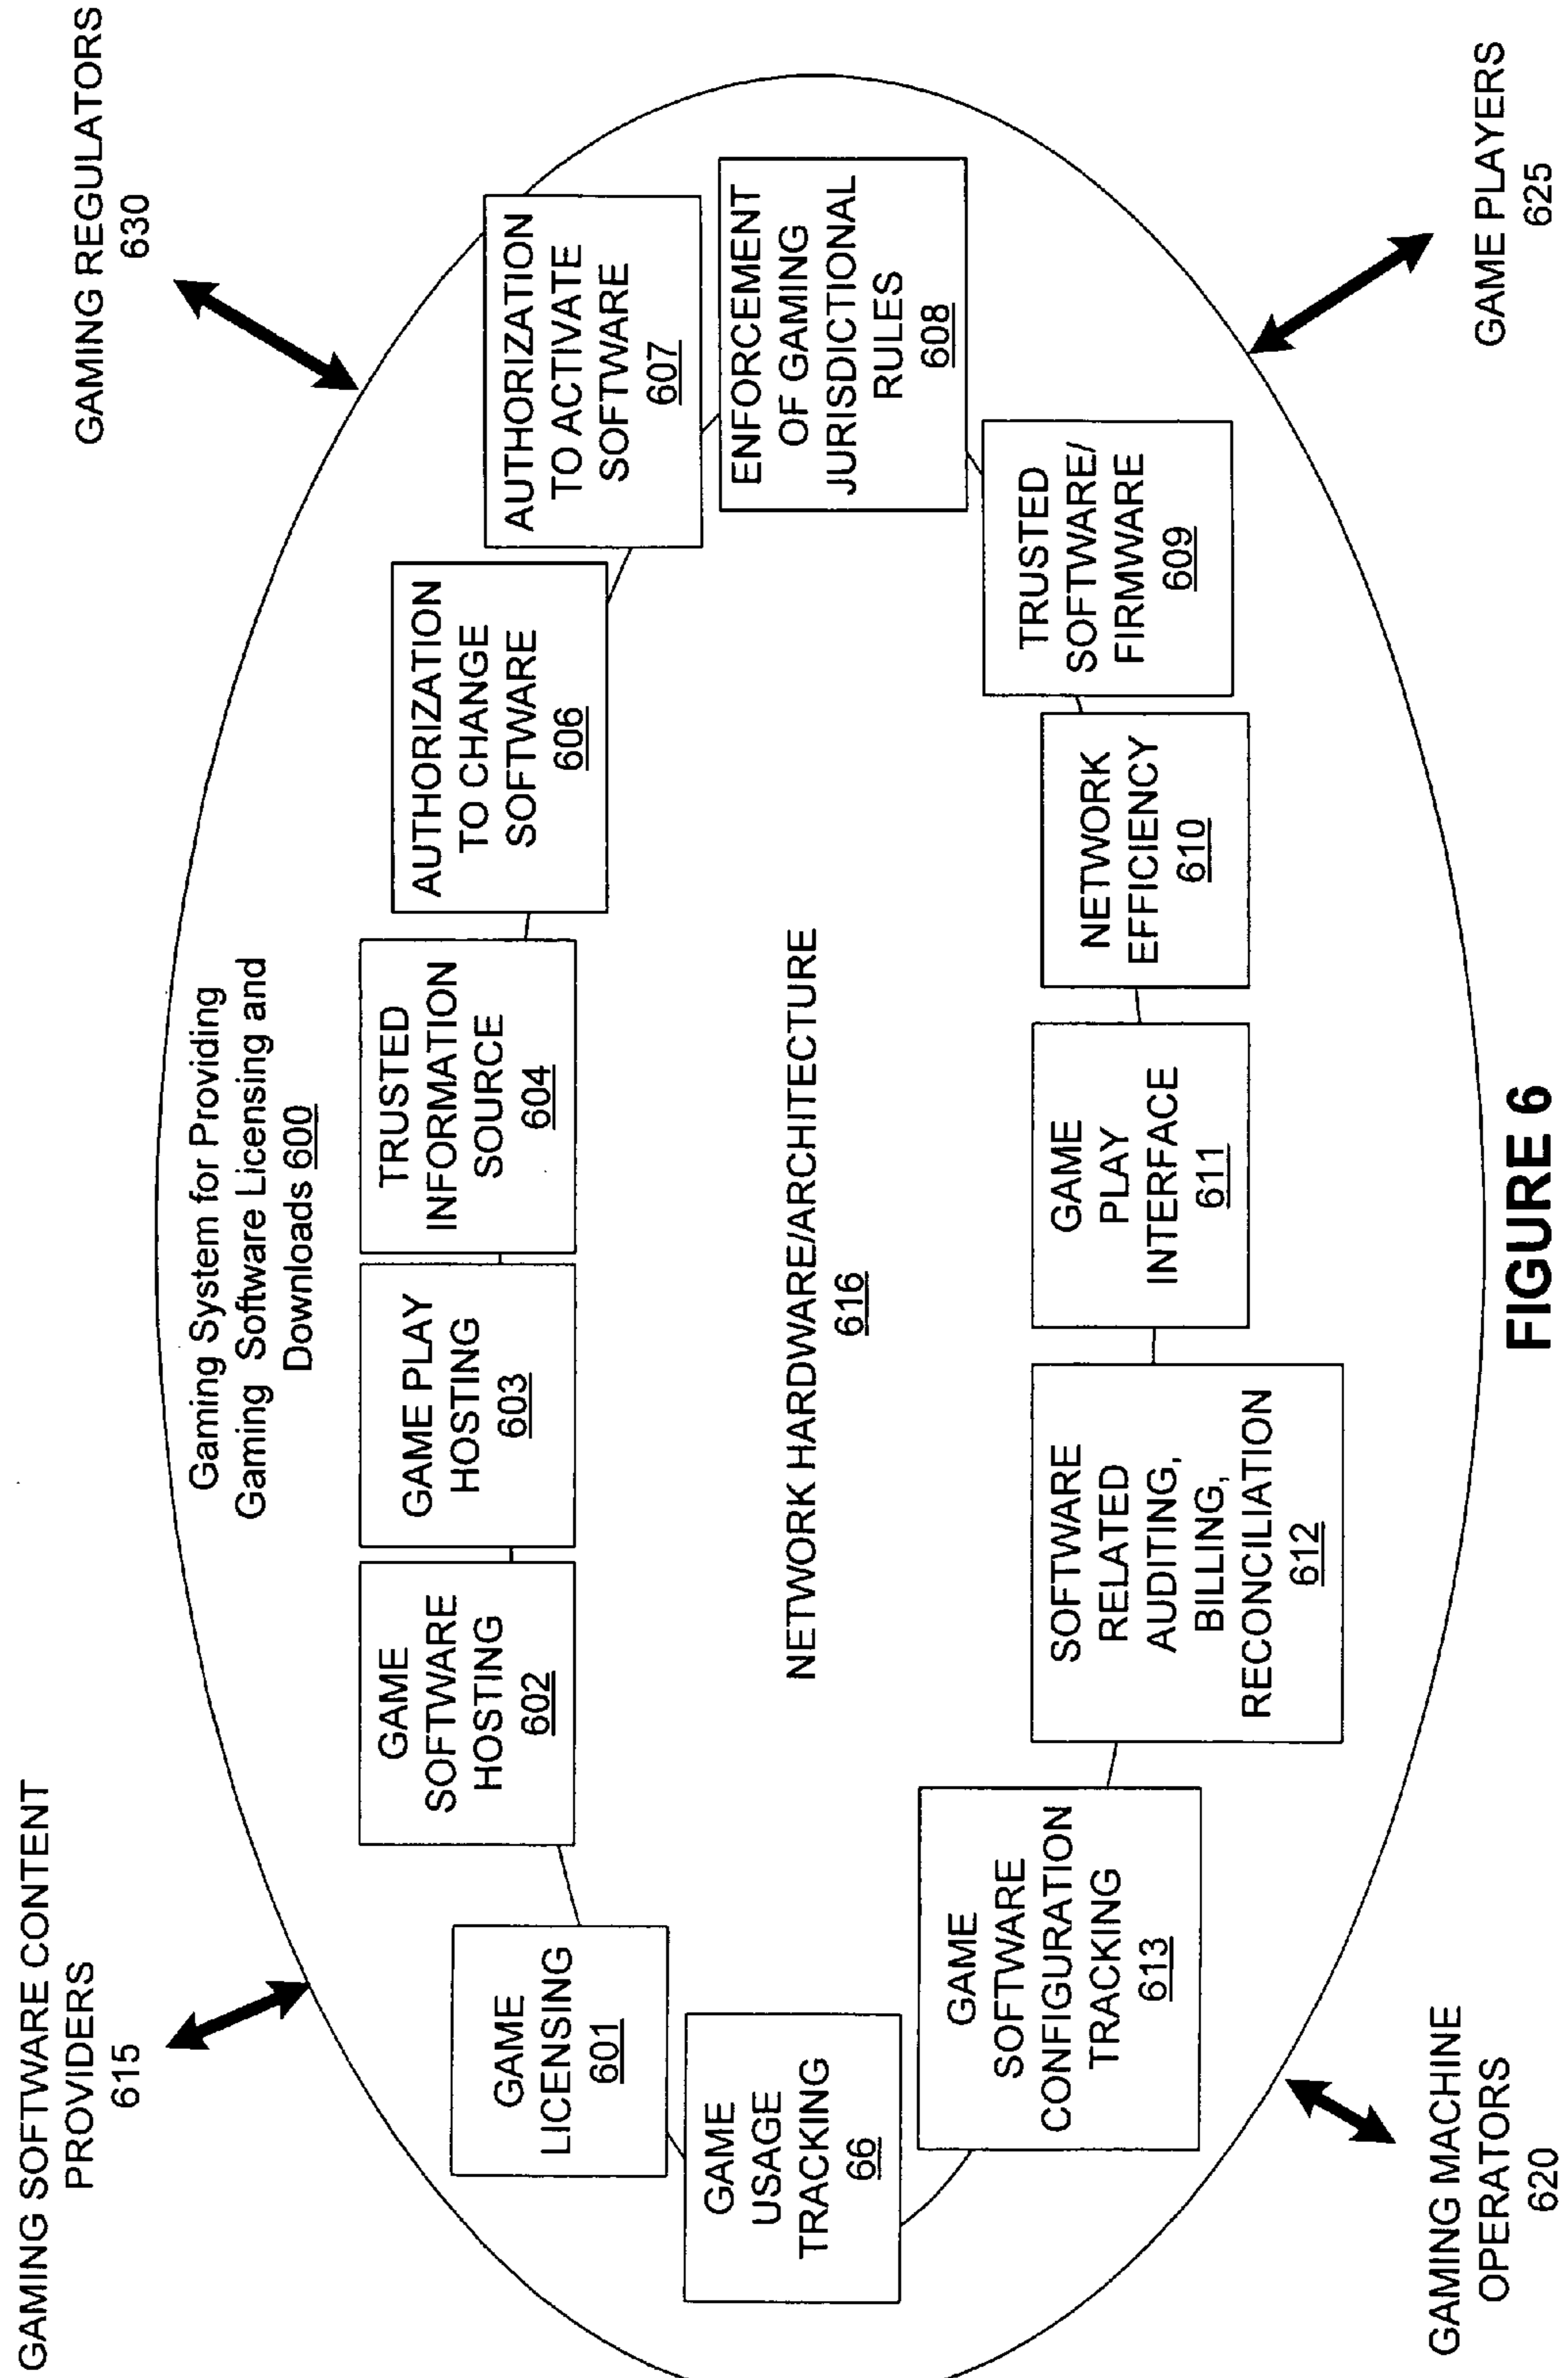 GAMING SOFTWARE CONTENT
PROVIDERS
615
GAMING REGULATORS
630
Gaming System for Providing
Gaming Software Licensing and
Downloads 600
GAME
LICENSING
601
GAME
SOFTWARE
HOSTING
602
GAME PLAY
HOSTING
603
TRUSTED
INFORMATION
SOURCE
604
AUTHORIZATION
TO CHANGE
SOFTWARE
606
AUTHORIZATION
TO ACTIVATE
SOFTWARE
607
ENFORCEMENT
OF GAMING
JURISDICTIONAL
RULES
608
TRUSTED
SOFTWARE/
FIRMWARE
609
NETWORK
EFFICIENCY
610
GAME
PLAY
INTERFACE
611
SOFTWARE
RELATED
AUDITING,
BILLING,
RECONCILIATION
612
GAME
SOFTWARE
CONFIGURATION
TRACKING
613
GAME
USAGE
TRACKING
66
NETWORK HARDWARE/ARCHITECTURE
616
GAMING MACHINE
OPERATORS
620
GAME PLAYERS
625
FIGURE 6